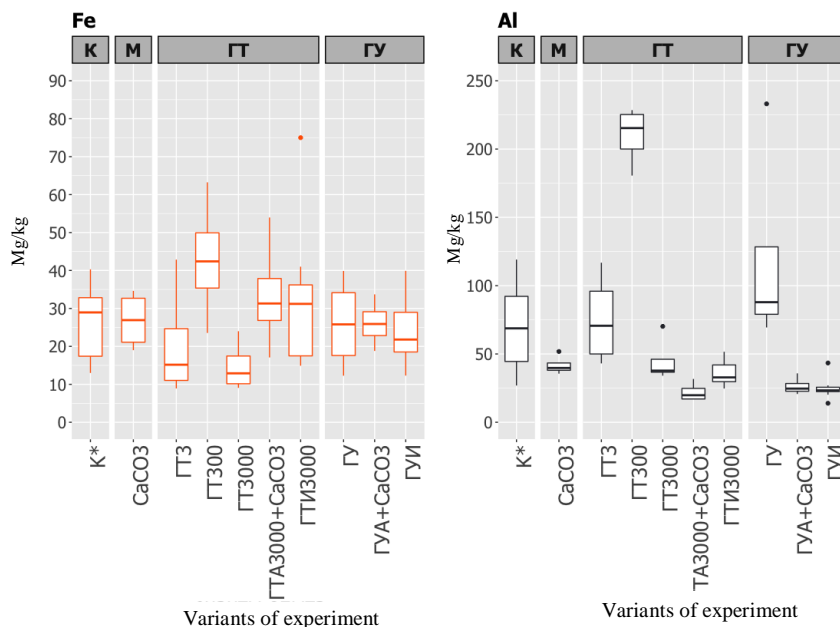 Fe
К М ГТ ГУ
90
80
70
60
50
40
30
20
10
0
Mg/kg
К*
CaCO3
ГТ3
ГТ300
ГТ3000
ГТА3000+CaCO3
ГТИ3000
ГУ
ГУА+CaCO3
ГУИ
Variants of experiment
Al
К М ГТ ГУ
250
200
150
100
50
0
Mg/kg
К*
CaCO3
ГТ3
ГТ300
ГТ3000
ТА3000+CaCO3
ГТИ3000
ГУ
ГУА+CaCO3
ГУИ
Variants of experiment